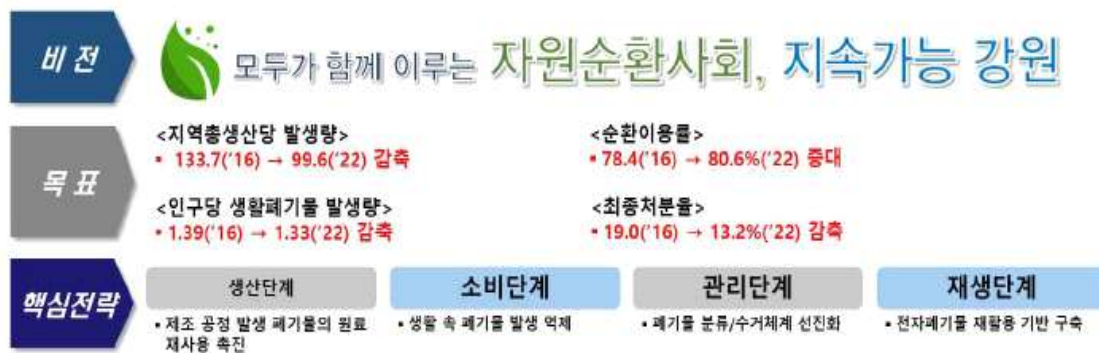 비 전
모두가 함께 이루는 자원순환사회, 지속가능 강원
목 표
<지역총생산당 발생량>
▪ 133.7('16) → 99.6('22) 감축
<순환이용률>
▪ 78.4('16) → 80.6%('22) 증대
<인구당 생활폐기물 발생량>
▪ 1.39('16) → 1.33('22) 감축
<최종처분율>
▪ 19.0('16) → 13.2%('22) 감축
핵심전략
생산단계
▪ 제조 공정 발생 폐기물의 원료
재사용 촉진
소비단계
▪ 생활 속 폐기물 발생 억제
관리단계
▪ 폐기물 분류/수거체계 선진화
재생단계
▪ 전자폐기물 재활용 기반 구축